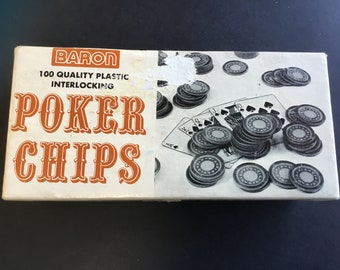 BARON
100 QUALITY PLASTIC
INTERLOCKING
POKER
CHIPS